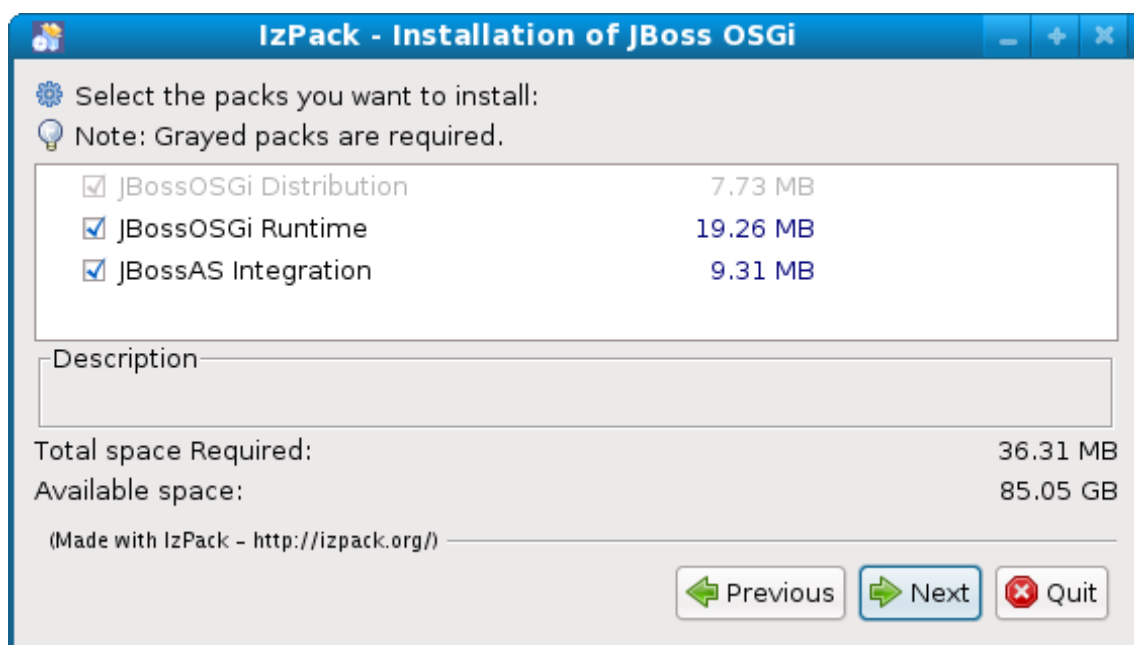 IzPack - Installation of JBoss OSGi
Select the packs you want to install:
Note: Grayed packs are required.
JBossOSGi Distribution 7.73 MB
JBossOSGi Runtime 19.26 MB
JBossAS Integration 9.31 MB
Description
Total space Required: 36.31 MB
Available space: 85.05 GB
(Made with IzPack - http://izpack.org/)
Previous Next Quit